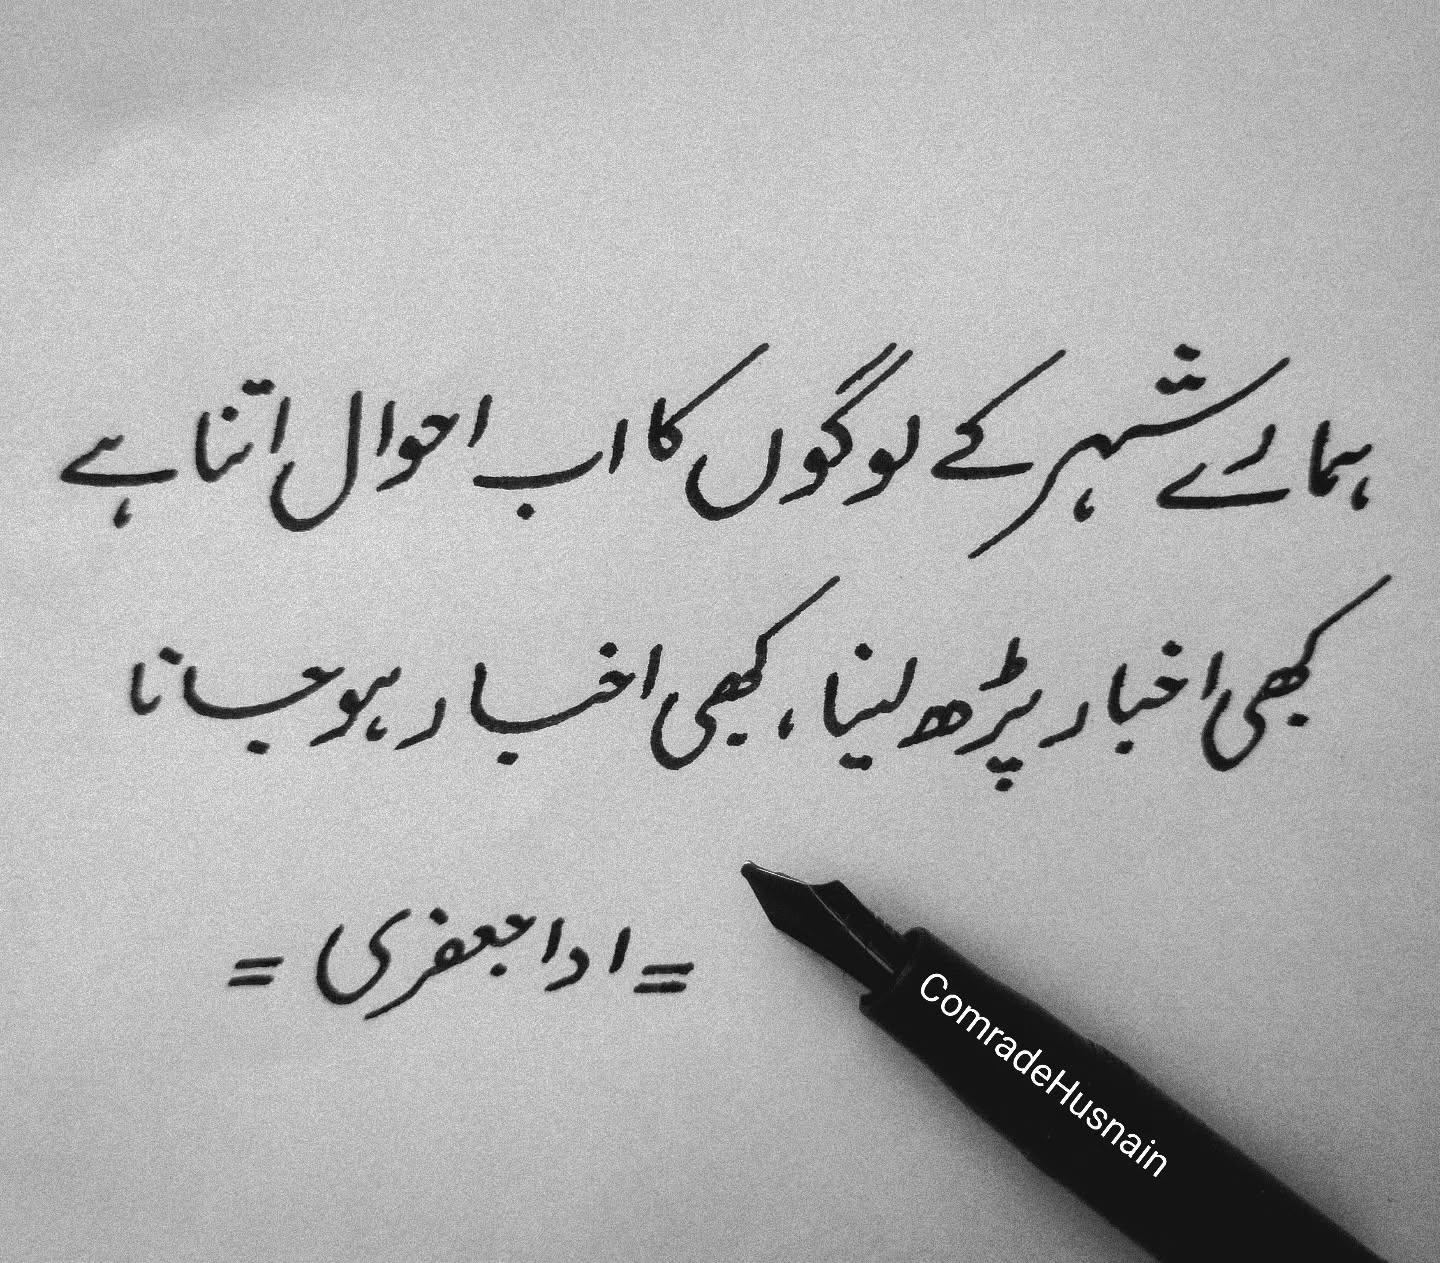 ہمارے شہر کے لوگوں کا اب احوال اتنا ہے
کبھی اخبار پڑھ لینا، کبھی اخبار ہو جانا
= ادا جعفری =
ComradeHusnain